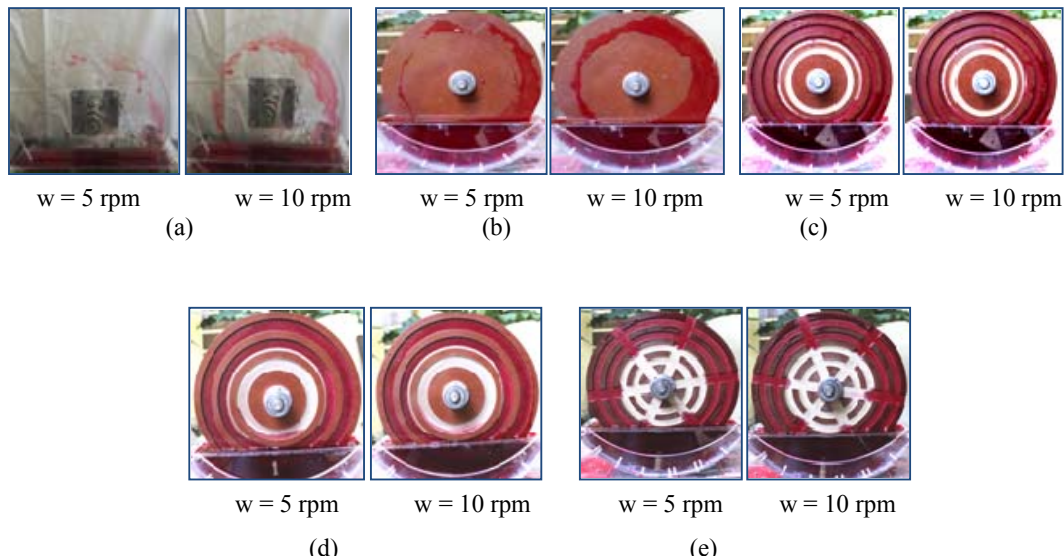 w = 5 rpm w = 10 rpm w = 5 rpm w = 10 rpm w = 5 rpm w = 10 rpm
(a) (b) (c)
w = 5 rpm w = 10 rpm w = 5 rpm w = 10 rpm
(d) (e)